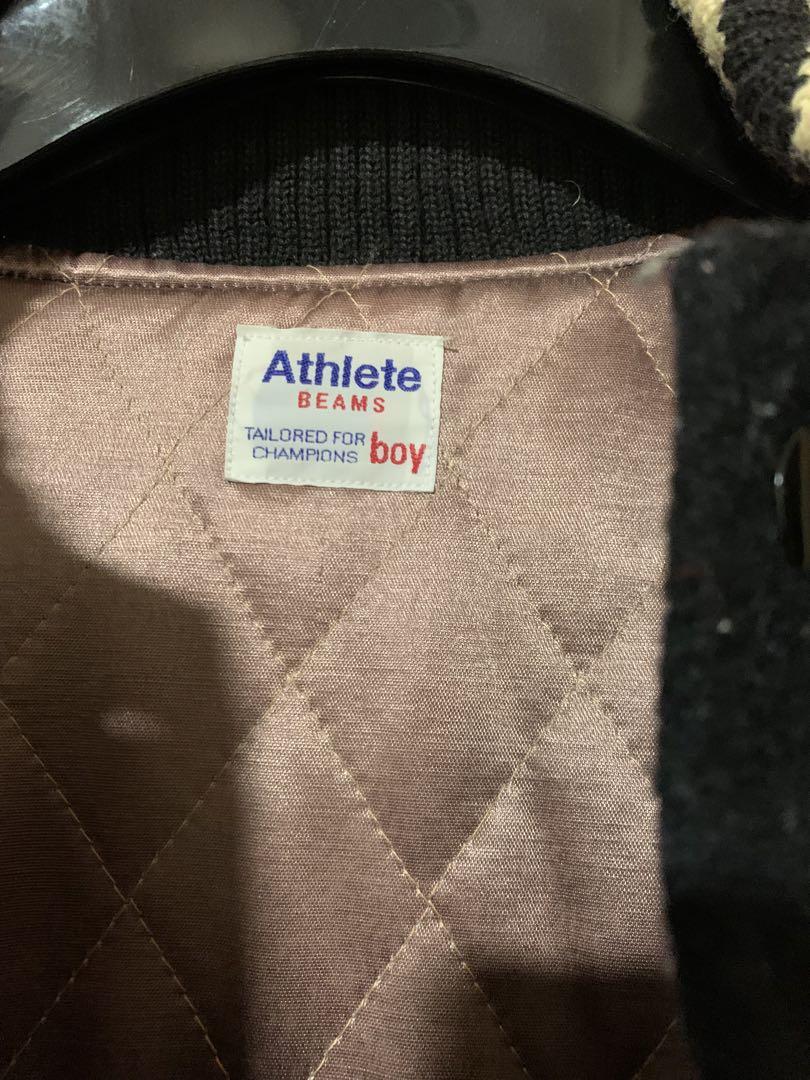 Athlete
BEAMS
TAILORED FOR
CHAMPIONS boy